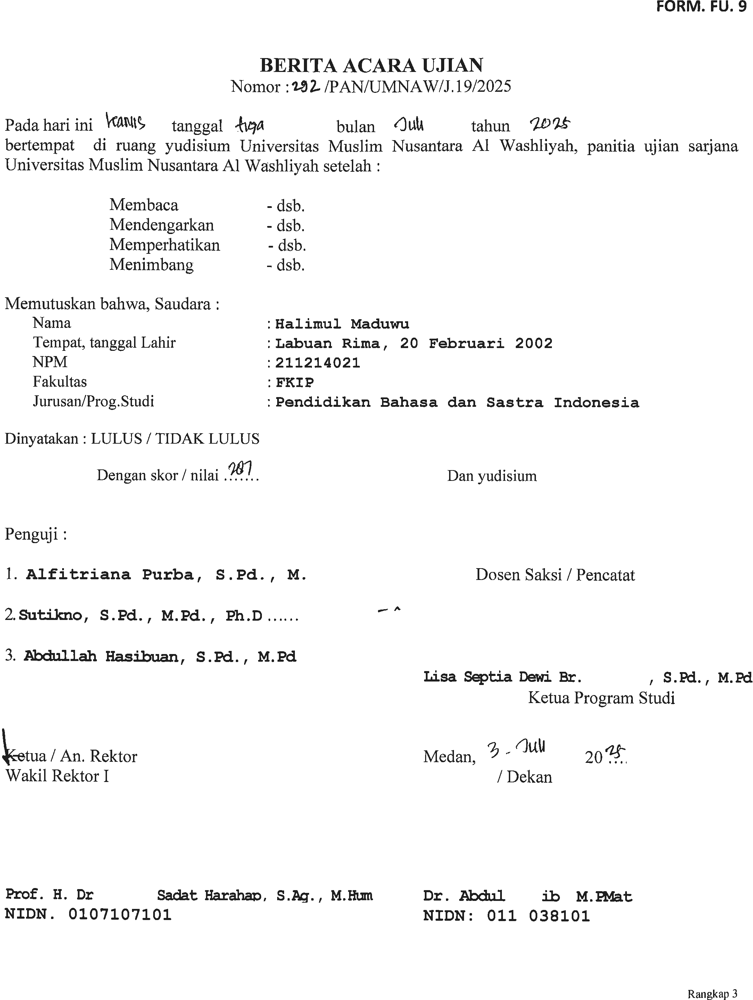 FORM. FU. 9
BERITA ACARA UJIAN
Nomor : 292 /PAN/UMNAW/J.19/2025
Pada hari ini Kamis tanggal tiga bulan Juli tahun 2025
bertempat di ruang yudisium Universitas Muslim Nusantara Al Washliyah, panitia ujian sarjana
Universitas Muslim Nusantara Al Washliyah setelah :
Membaca - dsb.
Mendengarkan - dsb.
Memperhatikan - dsb.
Menimbang - dsb.
Memutuskan bahwa, Saudara :
Nama : Halimul Maduwu
Tempat, tanggal Lahir : Labuan Rima, 20 Februari 2002
NPM : 211214021
Fakultas : FKIP
Jurusan/Prog.Studi : Pendidikan Bahasa dan Sastra Indonesia
Dinyatakan : LULUS / TIDAK LULUS
Dengan skor / nilai ....... Dan yudisium
Penguji :
1. Alfitriana Purba, S.Pd., M. Dosen Saksi / Pencatat
2. Sutikno, S.Pd., M.Pd., Ph.D ......
3. Abdullah Hasibuan, S.Pd., M.Pd
Lisa Septia Dewi Br. , S.Pd., M.Pd
Ketua Program Studi
Ketua / An. Rektor Medan, 3 - Juli 2025
Wakil Rektor I / Dekan
Prof. H. Dr Sadat Harahap, S.Ag., M.Hum Dr. Abdul ib M.PMat
NIDN. 0107107101 NIDN: 011 038101
Rangkap 3